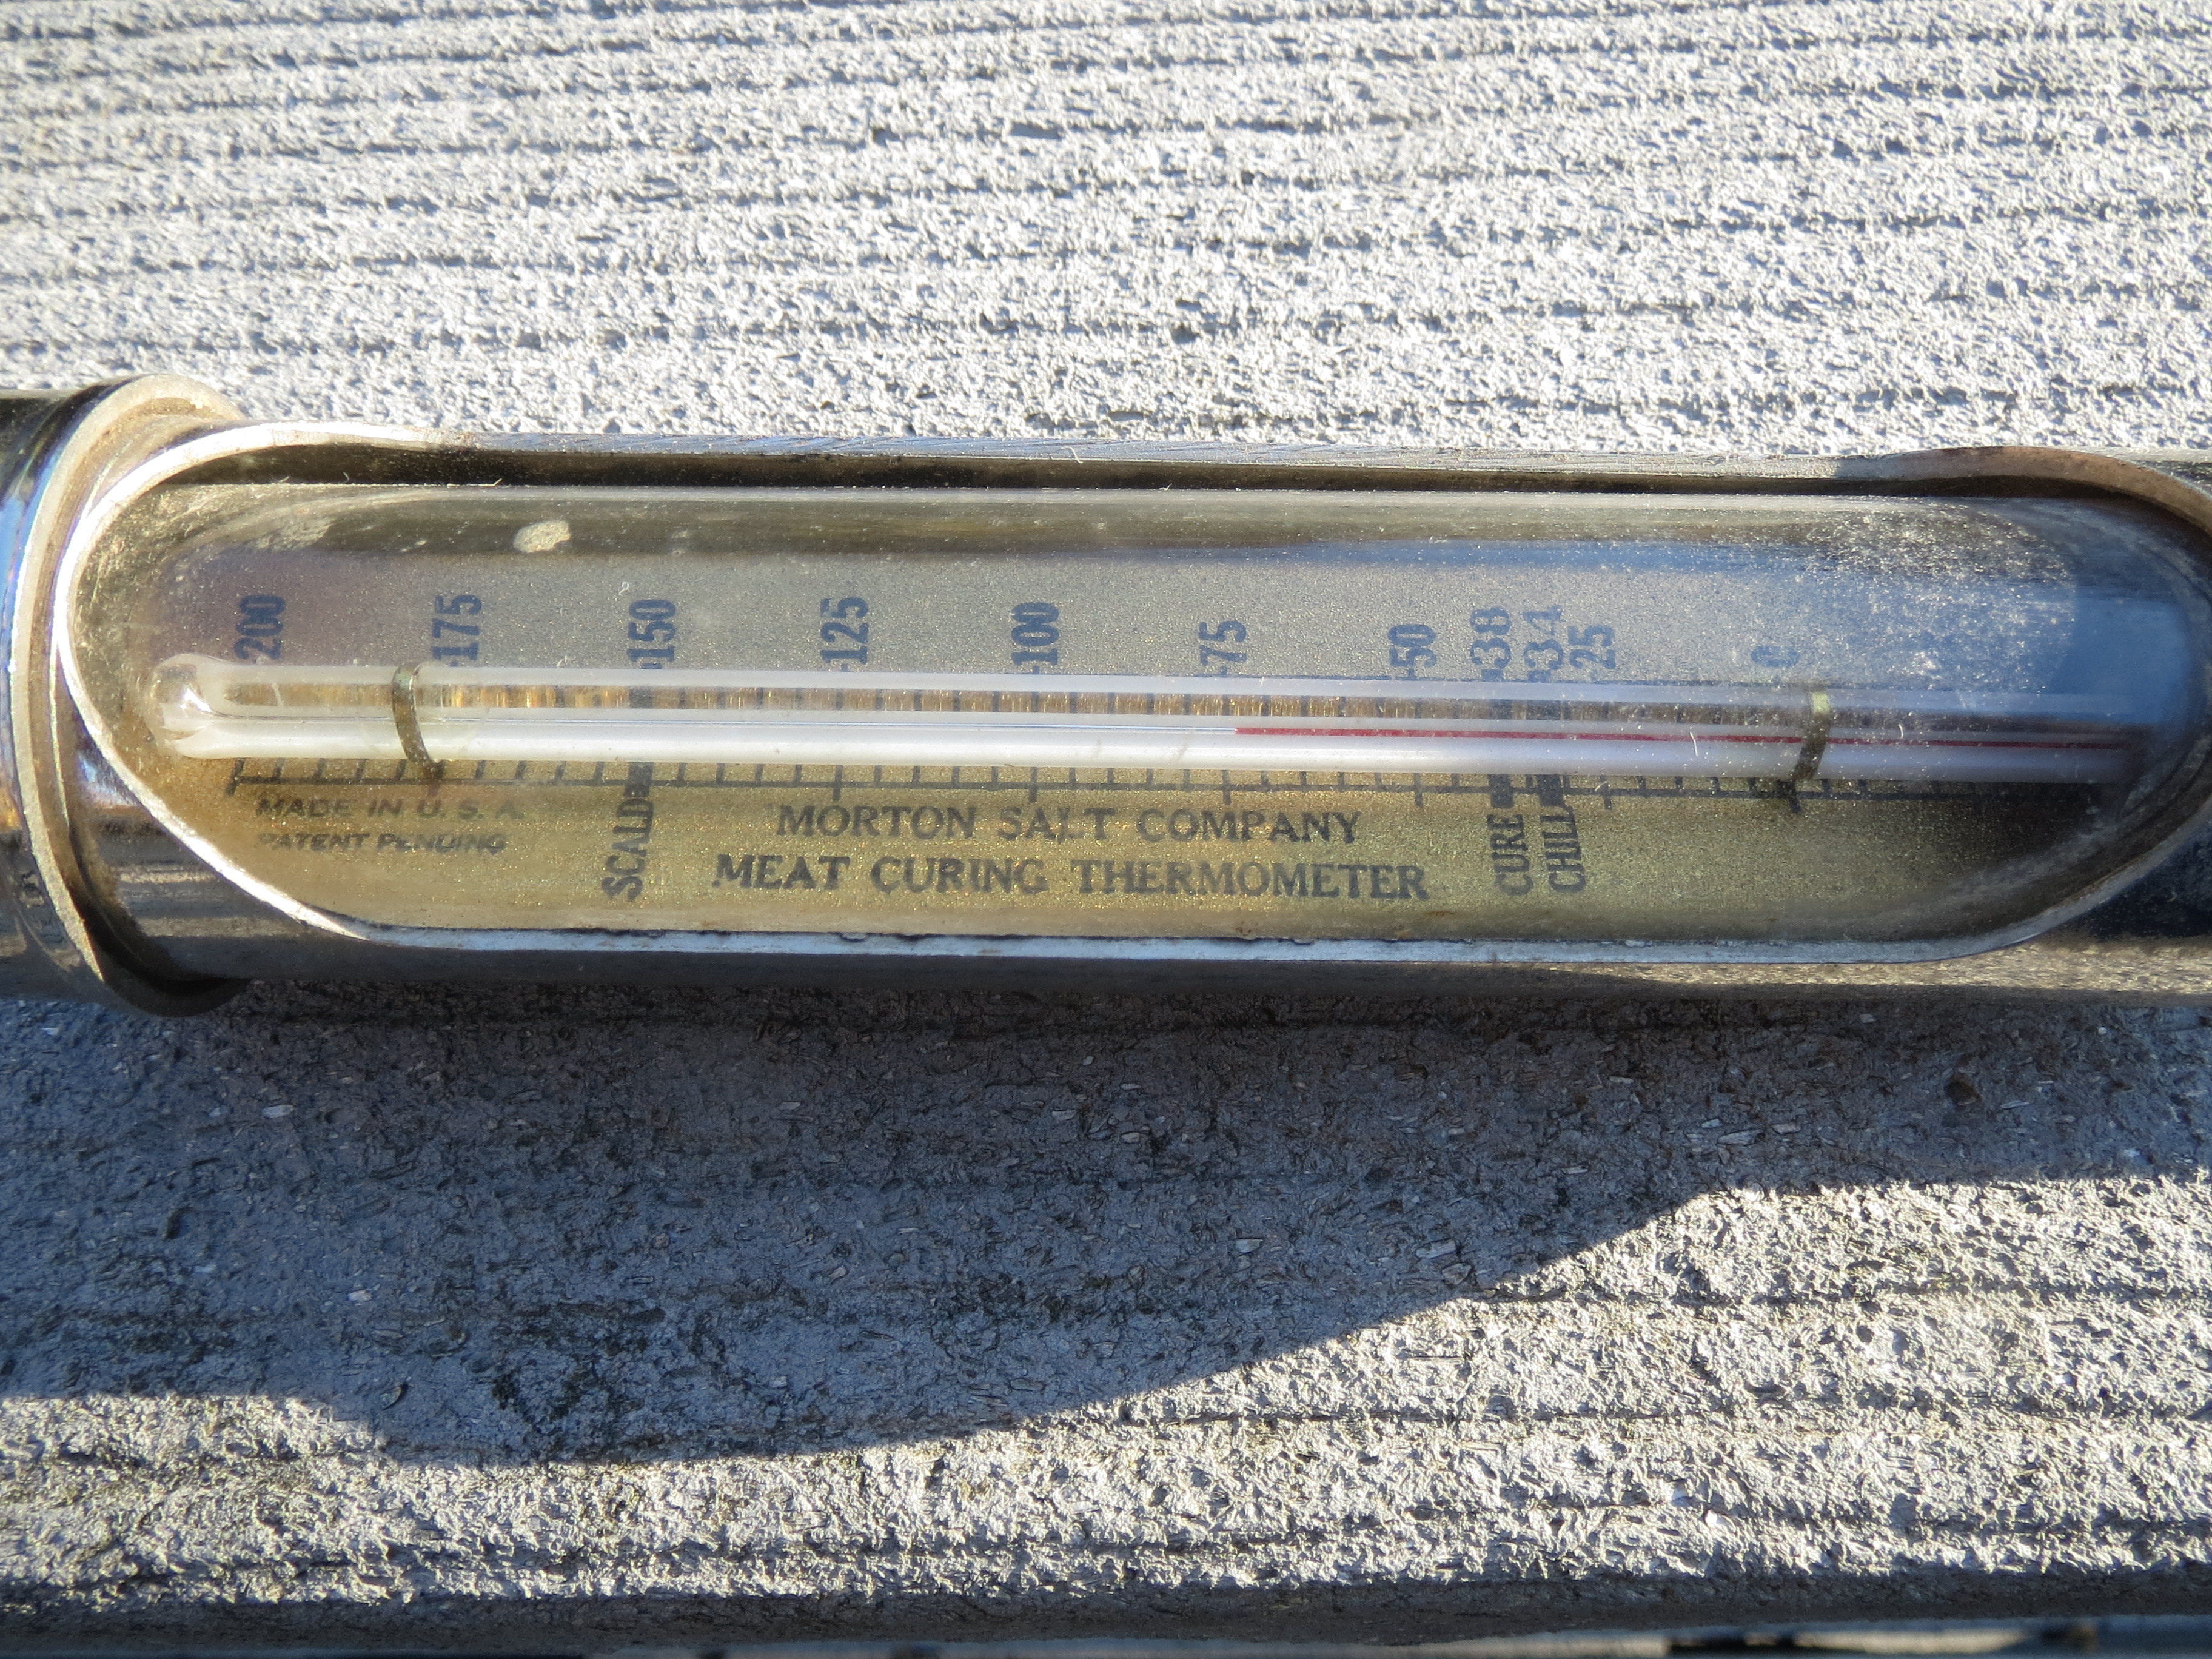 200
175
150
125
100
75
50
38
34
25
0
MADE IN U. S. A.
PATENT PENDING
SCALD
MORTON SALT COMPANY
MEAT CURING THERMOMETER
CURE
CHILL